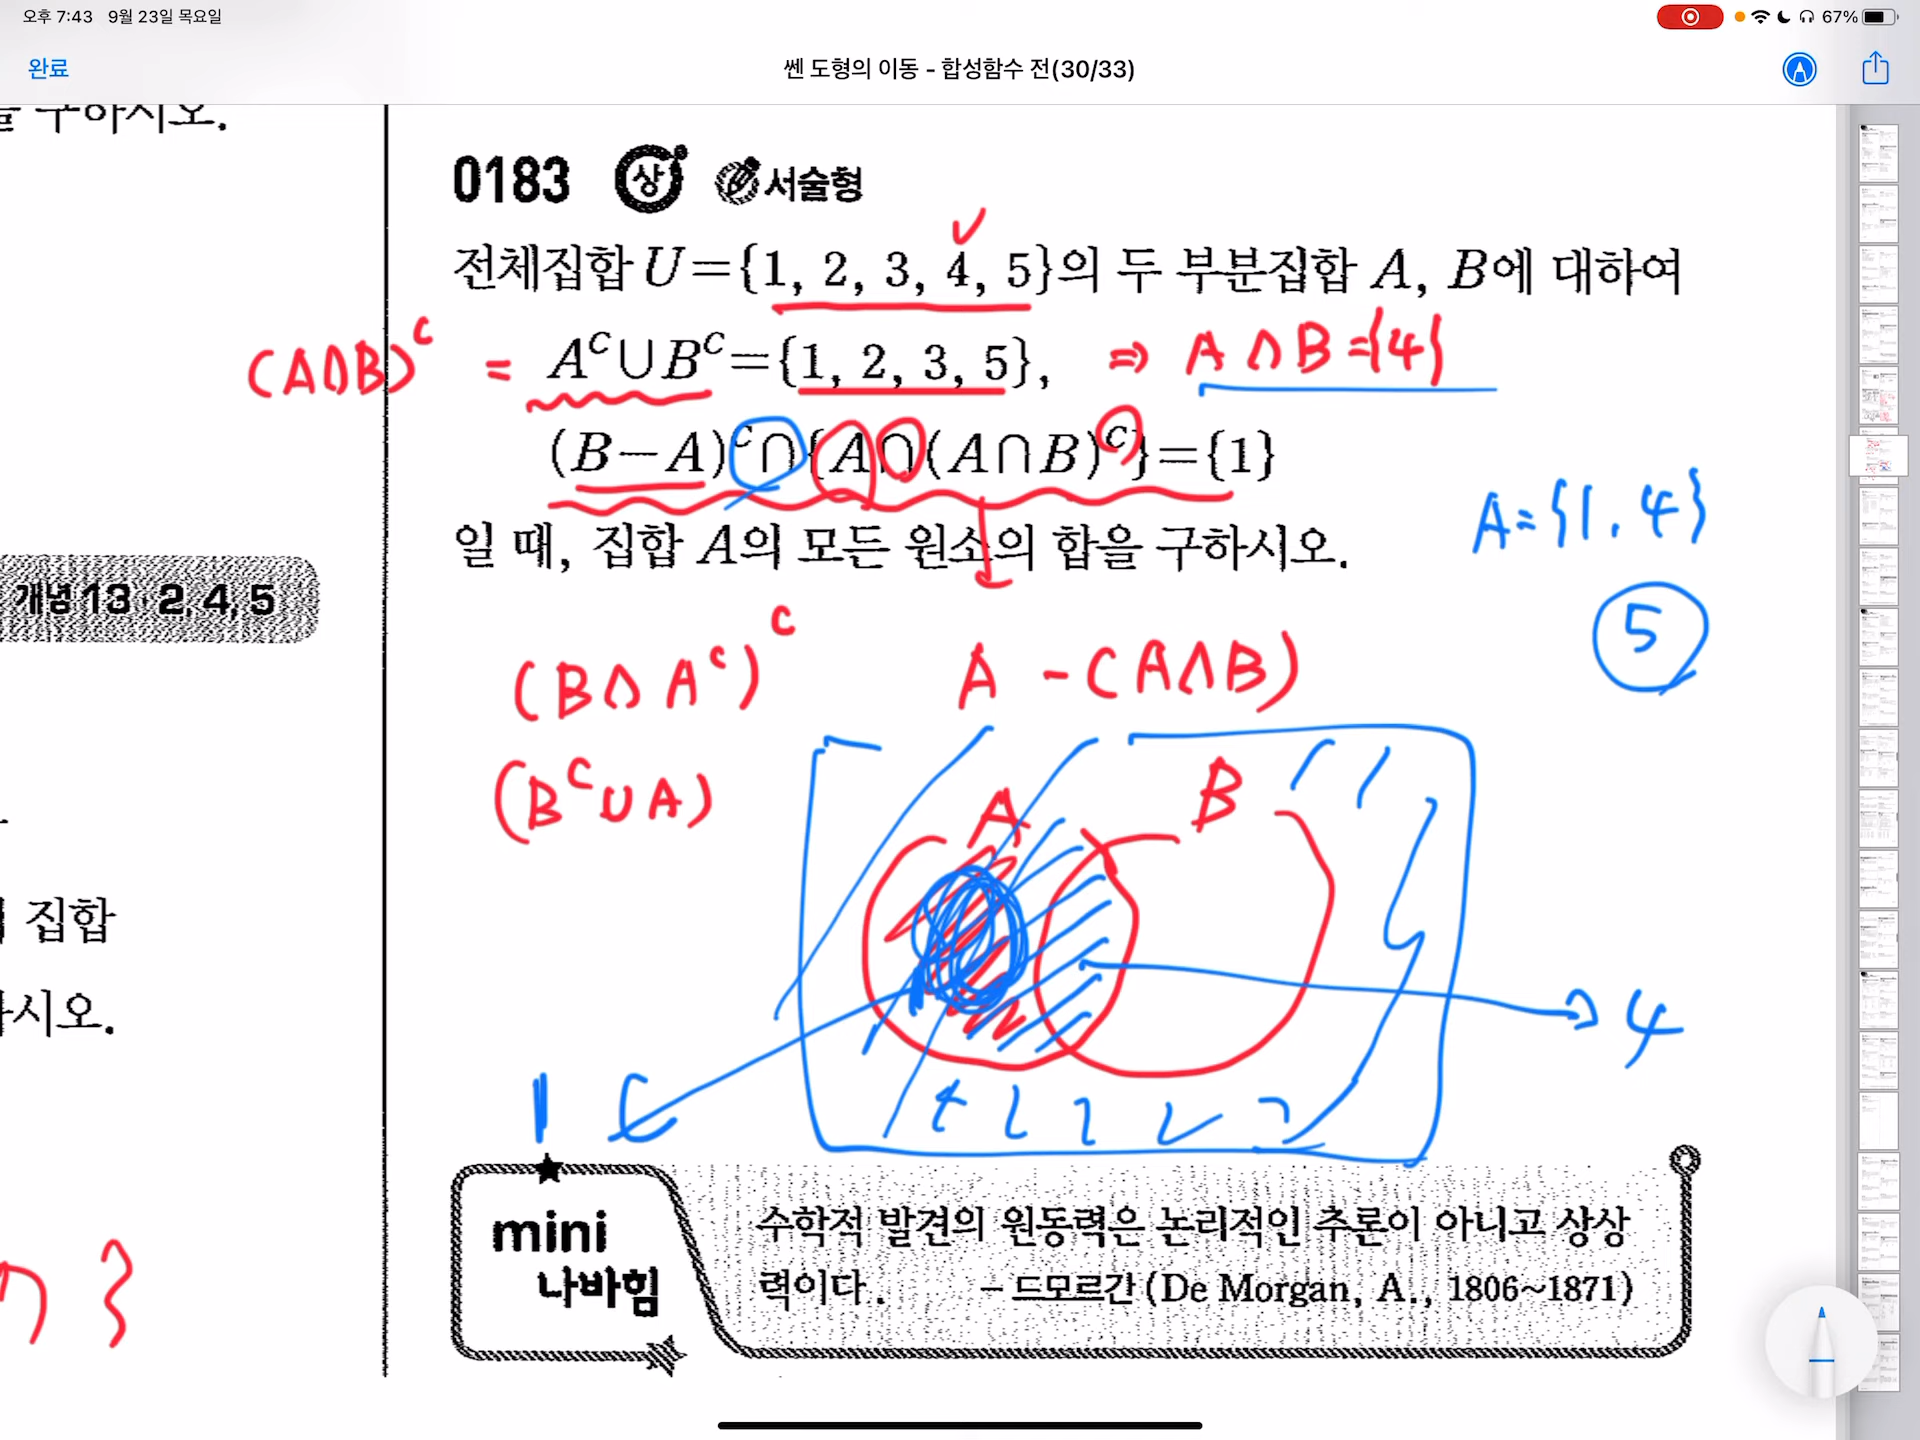 오후 7:43 9월 23일 목요일
67%
완료
쎈 도형의 이동 - 합성함수 전(30/33)
구하시오.
0183 상 서술형
전체집합 U={1, 2, 3, 4, 5}의 두 부분집합 A, B에 대하여
(A∩B)^c = A^C∪B^C={1, 2, 3, 5}, ⇒ A∩B={4}
(B−A)^C∩{A∩(A∩B)^C}={1}
A={1, 4}
일 때, 집합 A의 모든 원소의 합을 구하시오.
5
개념 13·2, 4, 5
(B∩A^c)^c A -(A∩B)
(B^c∪A)
A B
집합
시오.
4
1
mini 나바힘
수학적 발견의 원동력은 논리적인 추론이 아니고 상상
력이다. − 드모르간 (De Morgan, A., 1806~1871)
}